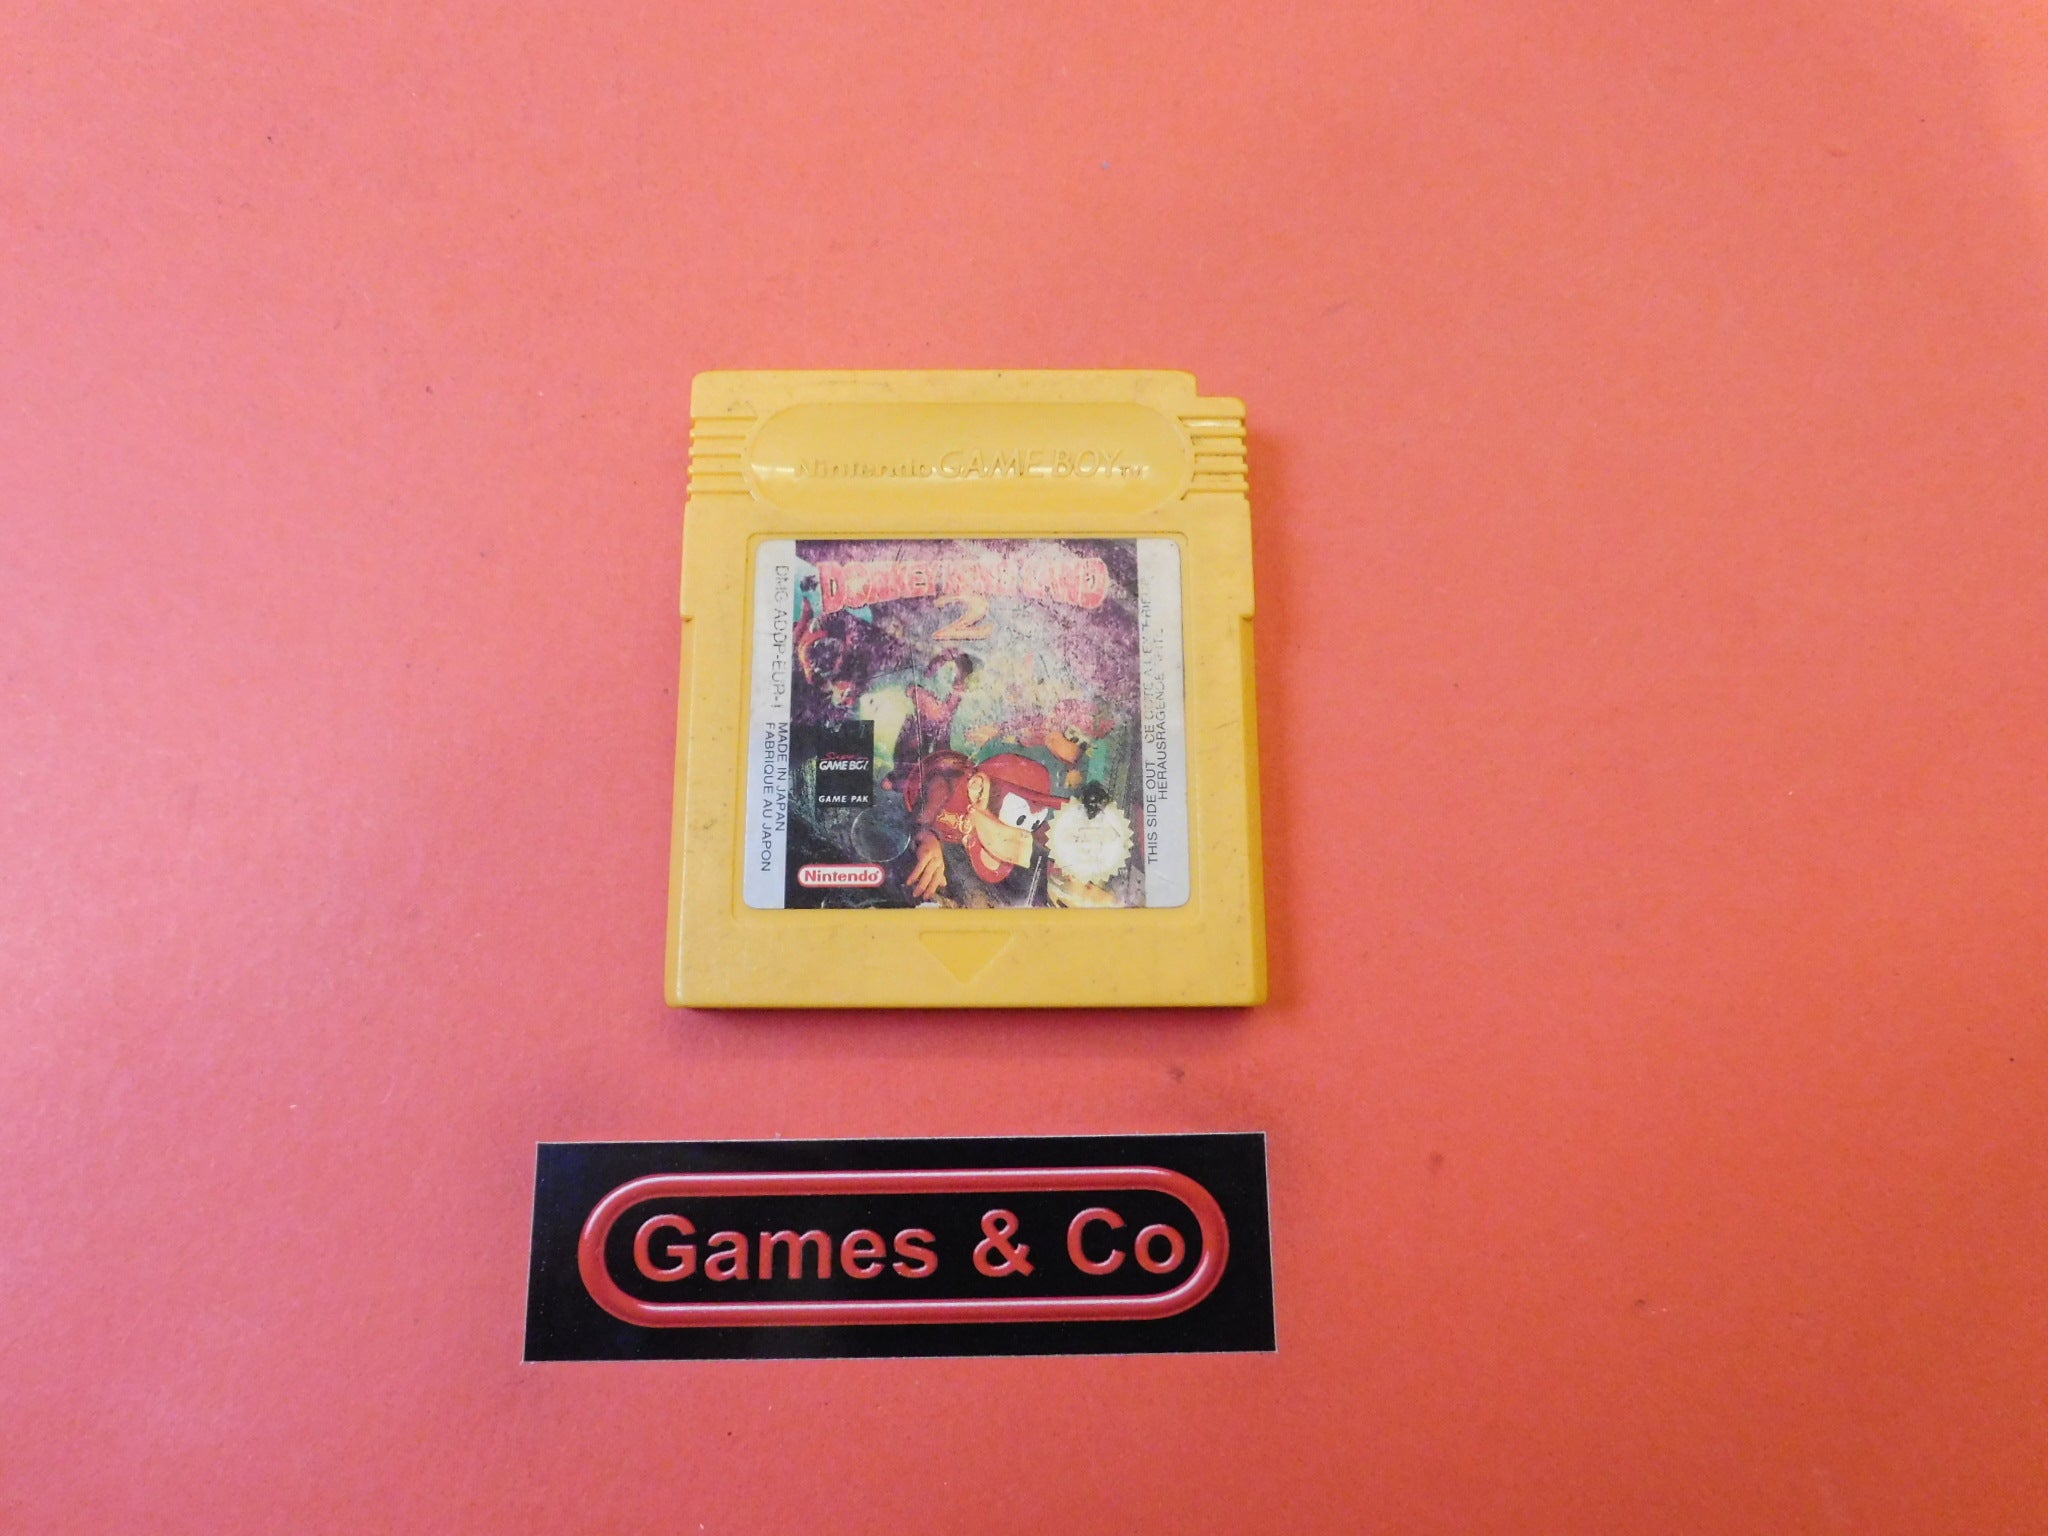 Nintendo GAME BOY TM
DONKEY KONG LAND
2
DMG-ADDP-EUR-1
MADE IN JAPAN
FABRIQUE AU JAPON
Super
GAME BOY
GAME PAK
Nintendo
THIS SIDE OUT
HERAUSRAGENDE
Games & Co